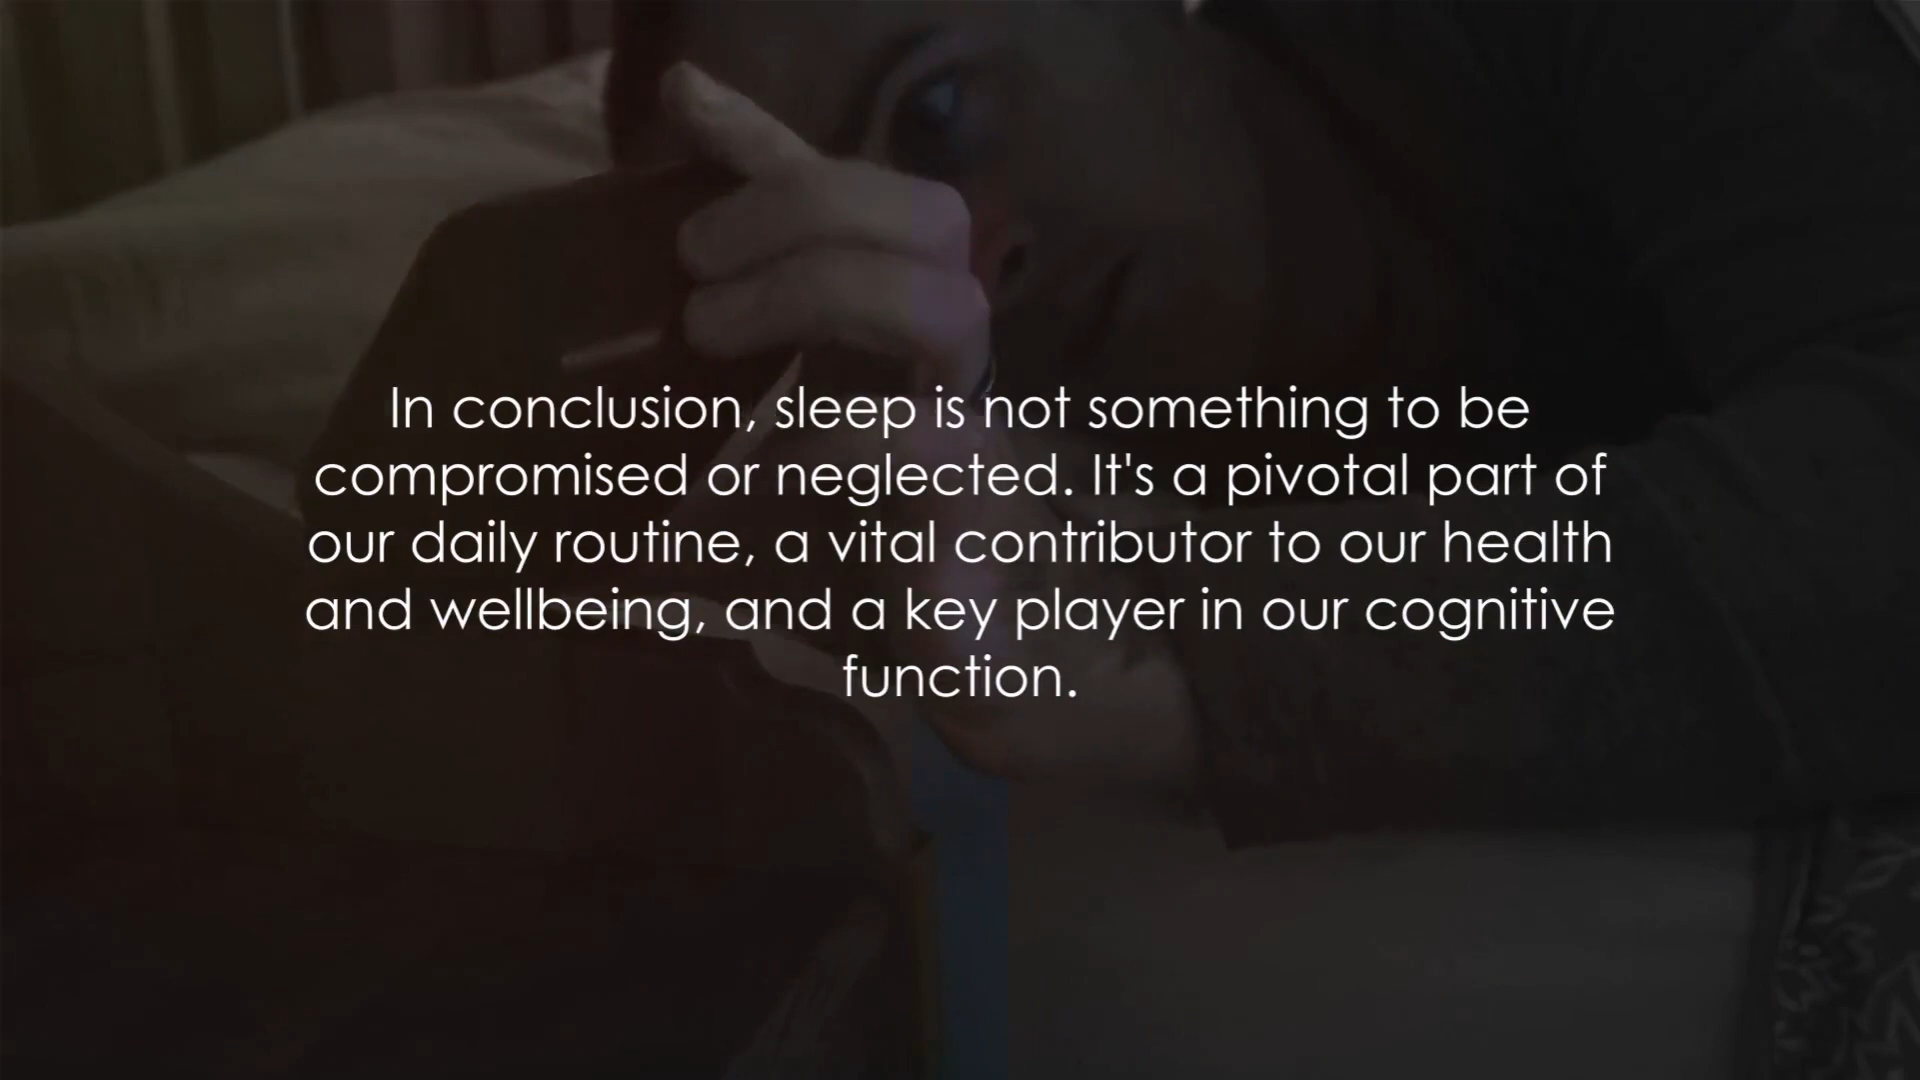 In conclusion, sleep is not something to be
compromised or neglected. It's a pivotal part of
our daily routine, a vital contributor to our health
and wellbeing, and a key player in our cognitive
function.